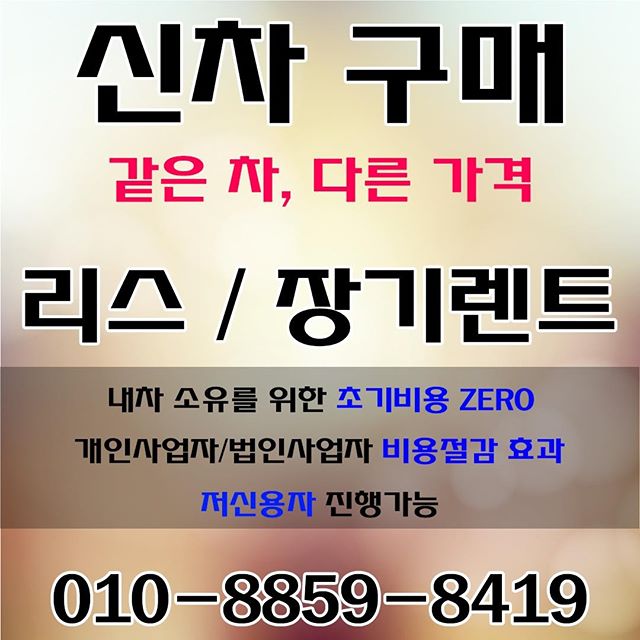 신차 구매
같은 차, 다른 가격
리스 / 장기렌트
내차 소유를 위한 초기비용 ZERO
개인사업자/법인사업자 비용절감 효과
저신용자 진행가능
010-8859-8419